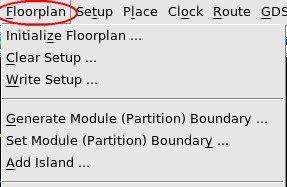 Floorplan Setup Place Clock Route GDS
Initialize Floorplan ...
Clear Setup ...
Write Setup ...
Generate Module (Partition) Boundary ...
Set Module (Partition) Boundary ...
Add Island ...